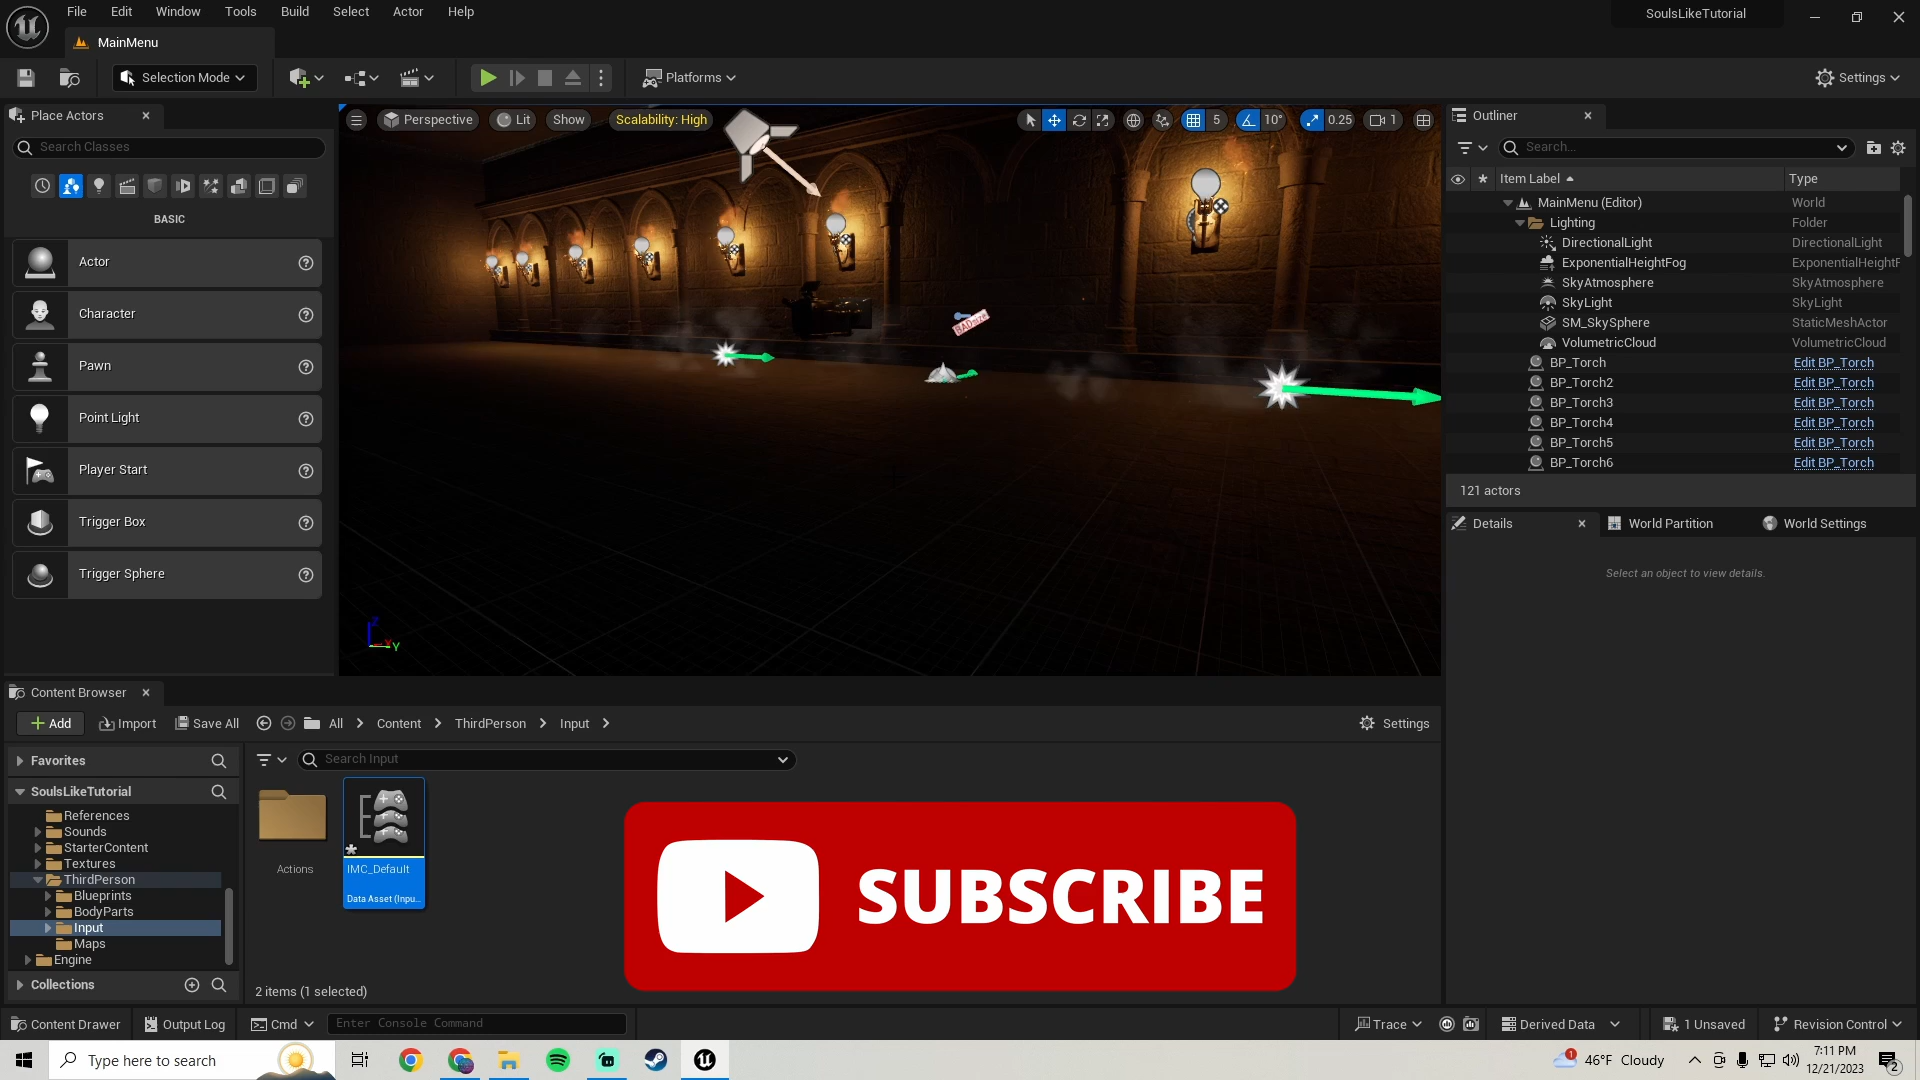 File Edit Window Tools Build Select Actor Help
SoulsLikeTutorial
MainMenu
Selection Mode
Platforms
Settings
Place Actors
Search Classes
BASIC
Actor
Character
Pawn
Point Light
Player Start
Trigger Box
Trigger Sphere
Perspective Lit Show Scalability: High
5 10° 0.25 1
BADsize
Z
X Y
Outliner
Search...
Item Label Type
MainMenu (Editor) World
Lighting Folder
DirectionalLight DirectionalLight
ExponentialHeightFog ExponentialHeightF
SkyAtmosphere SkyAtmosphere
SkyLight SkyLight
SM_SkySphere StaticMeshActor
VolumetricCloud VolumetricCloud
BP_Torch Edit BP_Torch
BP_Torch2 Edit BP_Torch
BP_Torch3 Edit BP_Torch
BP_Torch4 Edit BP_Torch
BP_Torch5 Edit BP_Torch
BP_Torch6 Edit BP_Torch
121 actors
Details World Partition World Settings
Select an object to view details.
Content Browser
Add Import Save All All Content ThirdPerson Input Settings
Favorites
Search Input
SoulsLikeTutorial
References
Sounds
StarterContent
Textures
ThirdPerson
Blueprints
BodyParts
Input
Maps
Engine
Collections
Actions
IMC_Default
Data Asset (Inpu...
SUBSCRIBE
2 items (1 selected)
Content Drawer Output Log Cmd Enter Console Command Trace Derived Data 1 Unsaved Revision Control
Type here to search
1 46°F Cloudy
7:11 PM
12/21/2023
2